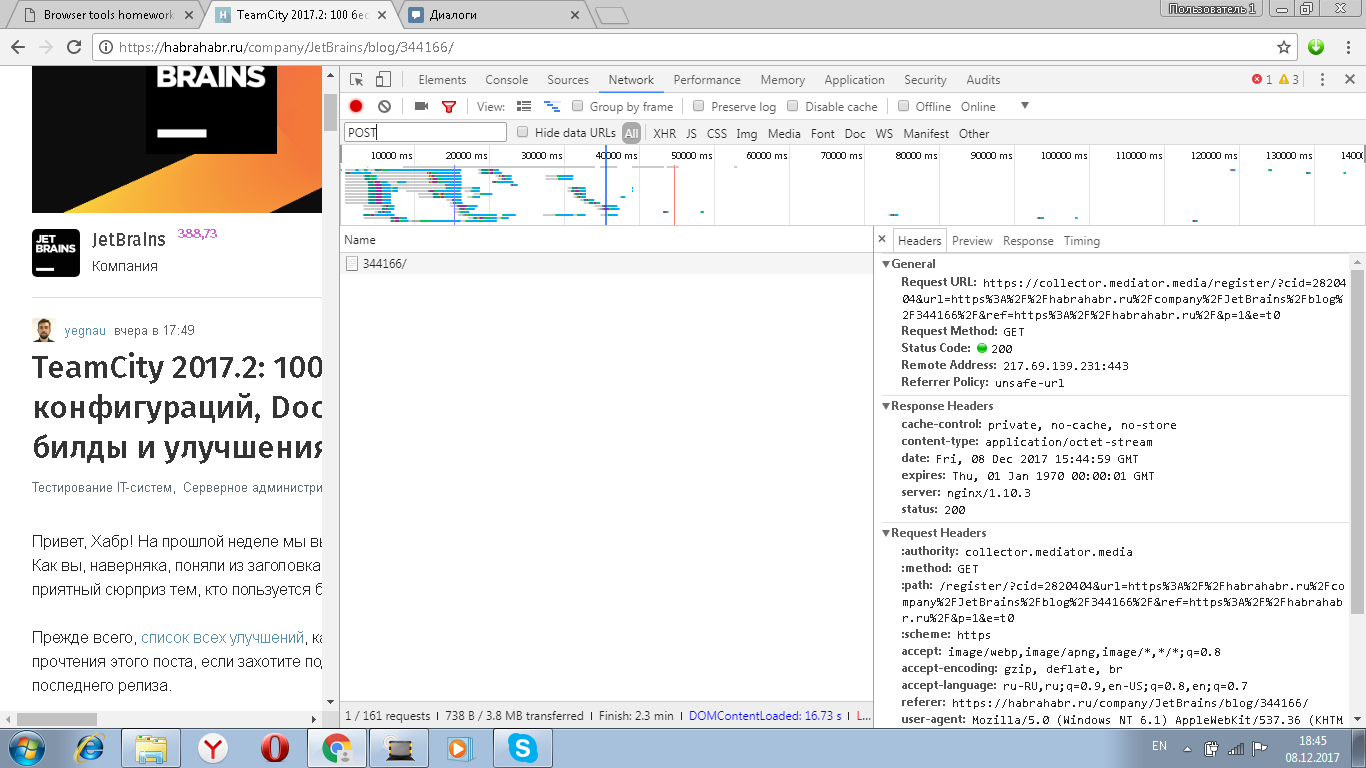 Browser tools homework
TeamCity 2017.2: 100 бес
Диалоги
Пользователь 1
https://habrahabr.ru/company/JetBrains/blog/344166/
BRAINS
JET
BRAINS
JetBrains 388,73
Компания
yegnau вчера в 17:49
TeamCity 2017.2: 100
конфигураций, Doc
билды и улучшения
Тестирование IT-систем, Серверное администри
Привет, Хабр! На прошлой неделе мы вы
Как вы, наверняка, поняли из заголовка
приятный сюрприз тем, кто пользуется б
Прежде всего, список всех улучшений, ка
прочтения этого поста, если захотите по
последнего релиза.
Elements Console Sources Network Performance Memory Application Security Audits 1 3
View: Group by frame Preserve log Disable cache Offline Online
POST Hide data URLs All XHR JS CSS Img Media Font Doc WS Manifest Other
10000 ms 20000 ms 30000 ms 40000 ms 50000 ms 60000 ms 70000 ms 80000 ms 90000 ms 100000 ms 110000 ms 120000 ms 130000 ms 1400
Name
344166/
Headers Preview Response Timing
General
Request URL: https://collector.mediator.media/register/?cid=28204
04&url=https%3A%2F%2Fhabrahabr.ru%2Fcompany%2FJetBrains%2Fblog%
2F344166%2F&ref=https%3A%2F%2Fhabrahabr.ru%2F&p=1&e=t0
Request Method: GET
Status Code: 200
Remote Address: 217.69.139.231:443
Referrer Policy: unsafe-url
Response Headers
cache-control: private, no-cache, no-store
content-type: application/octet-stream
date: Fri, 08 Dec 2017 15:44:59 GMT
expires: Thu, 01 Jan 1970 00:00:01 GMT
server: nginx/1.10.3
status: 200
Request Headers
:authority: collector.mediator.media
:method: GET
:path: /register/?cid=2820404&url=https%3A%2F%2Fhabrahabr.ru%2Fco
mpany%2FJetBrains%2Fblog%2F344166%2F&ref=https%3A%2F%2Fhabrahab
r.ru%2F&p=1&e=t0
:scheme: https
accept: image/webp,image/apng,image/*,*/*;q=0.8
accept-encoding: gzip, deflate, br
accept-language: ru-RU,ru;q=0.9,en-US;q=0.8,en;q=0.7
referer: https://habrahabr.ru/company/JetBrains/blog/344166/
user-agent: Mozilla/5.0 (Windows NT 6.1) AppleWebKit/537.36 (KHTM
1 / 161 requests | 738 B / 3.8 MB transferred | Finish: 2.3 min | DOMContentLoaded: 16.73 s | L...
EN
18:45
08.12.2017